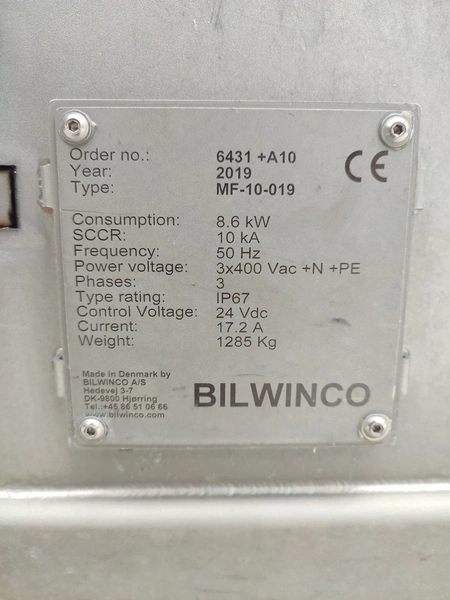 Order no.: 6431 +A10
Year: 2019
Type: MF-10-019
CE
Consumption: 8.6 kW
SCCR: 10 kA
Frequency: 50 Hz
Power voltage: 3x400 Vac +N +PE
Phases: 3
Type rating: IP67
Control Voltage: 24 Vdc
Current: 17.2 A
Weight: 1285 Kg
Made in Denmark by
BILWINCO A/S
Hedevej 3-7
DK-9800 Hjørring
Tel.:+45 86 51 06 66
www.bilwinco.com
BILWINCO